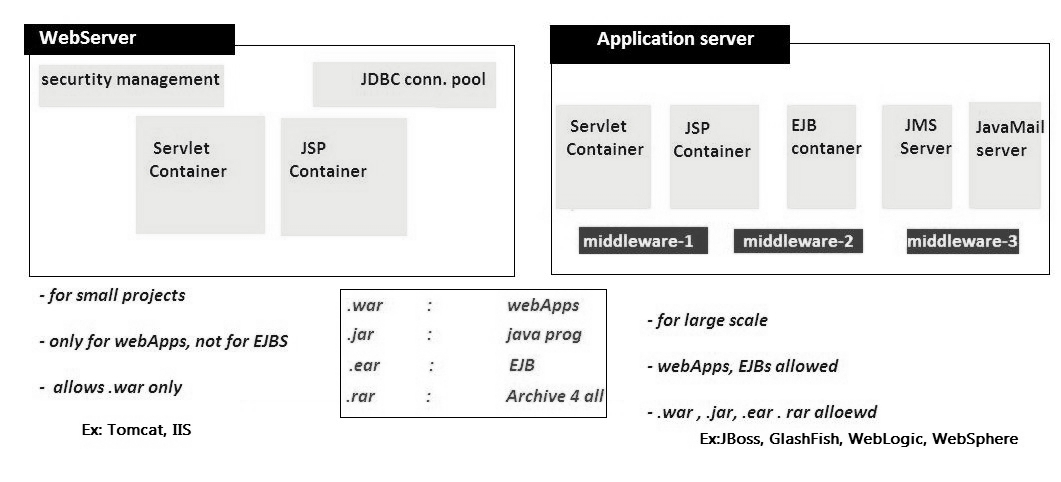 WebServer
securtity management
JDBC conn. pool
Servlet
Container
JSP
Container
Application server
Servlet
Container
JSP
Container
EJB
contaner
JMS
Server
JavaMail
server
middleware-1
middleware-2
middleware-3
- for small projects
- only for webApps, not for EJBS
- allows .war only
Ex: Tomcat, IIS
.war : webApps
.jar : java prog
.ear : EJB
.rar : Archive 4 all
- for large scale
- webApps, EJBs allowed
- .war , .jar, .ear . rar alloewd
Ex:JBoss, GlashFish, WebLogic, WebSphere